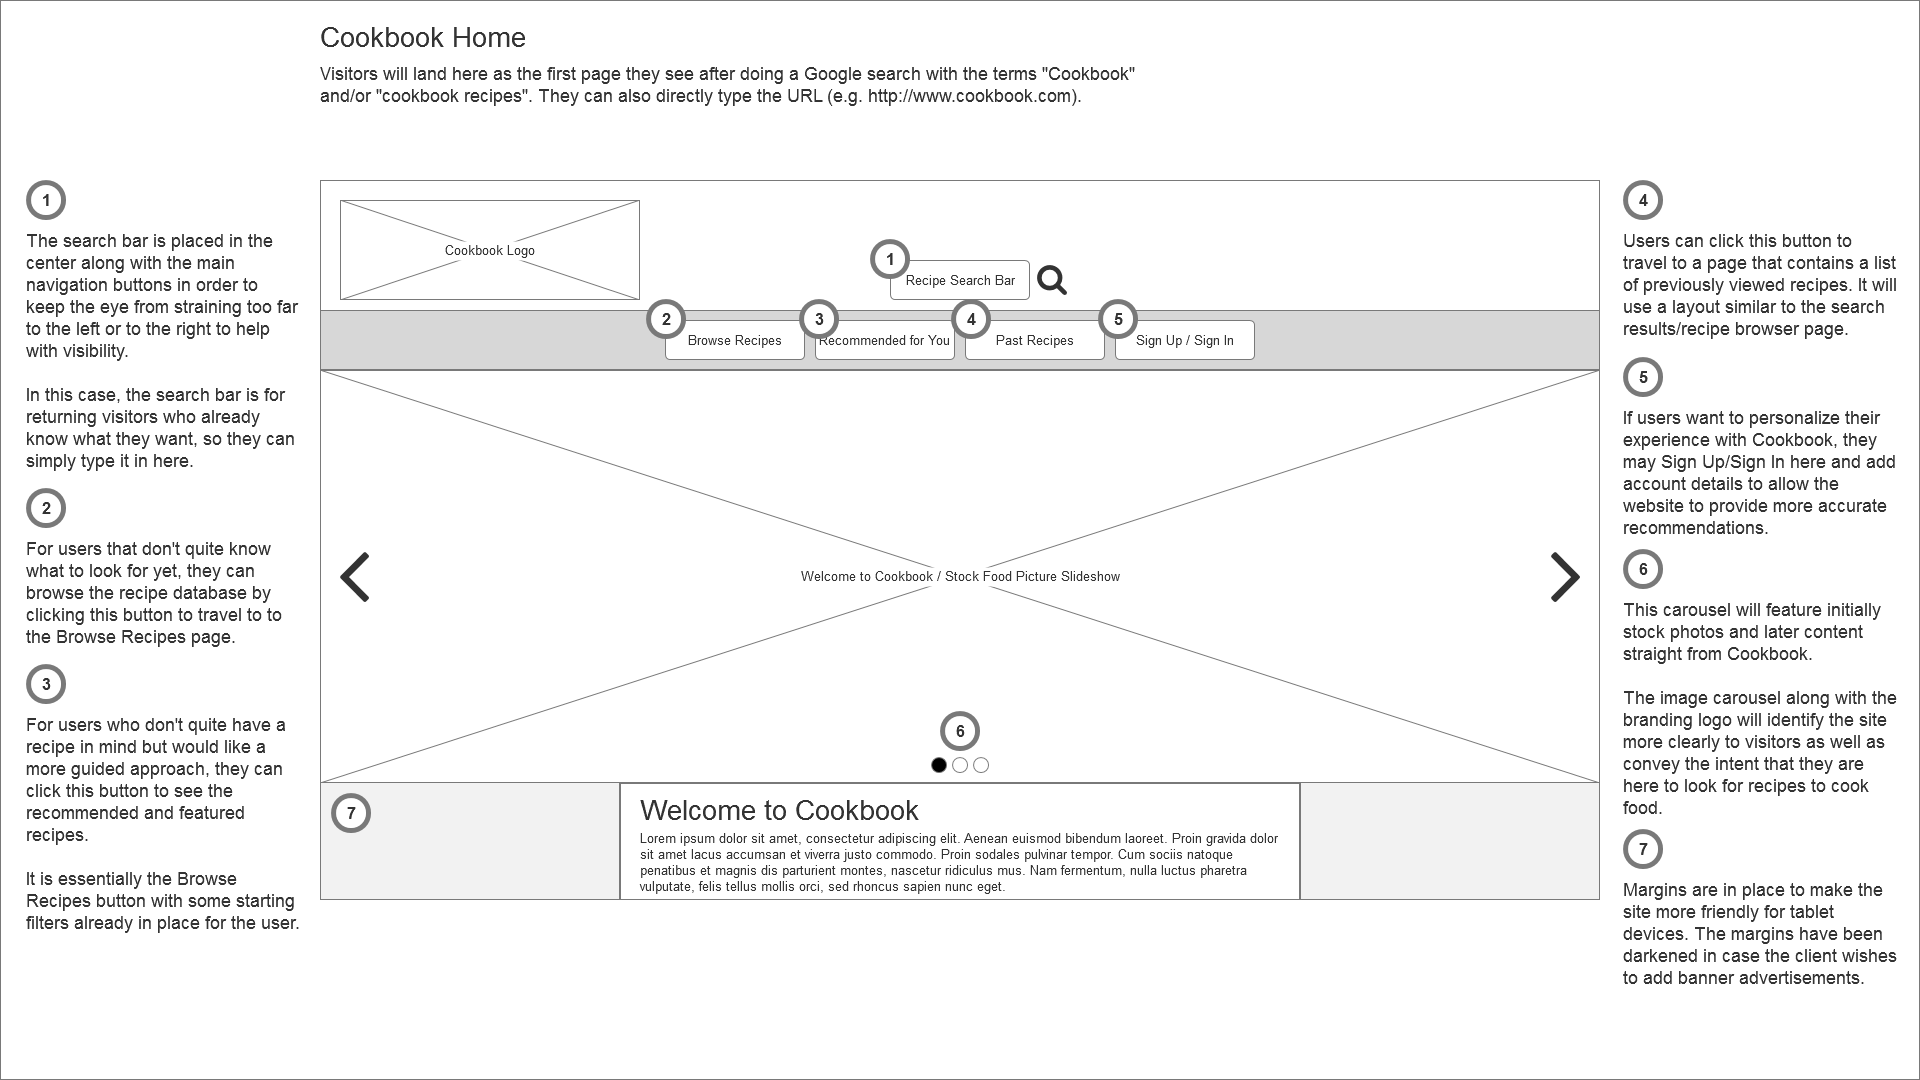 Cookbook Home
Visitors will land here as the first page they see after doing a Google search with the terms "Cookbook"
and/or "cookbook recipes". They can also directly type the URL (e.g. http://www.cookbook.com).
1
The search bar is placed in the
center along with the main
navigation buttons in order to
keep the eye from straining too far
to the left or to the right to help
with visibility.
In this case, the search bar is for
returning visitors who already
know what they want, so they can
simply type it in here.
2
For users that don't quite know
what to look for yet, they can
browse the recipe database by
clicking this button to travel to to
the Browse Recipes page.
3
For users who don't quite have a
recipe in mind but would like a
more guided approach, they can
click this button to see the
recommended and featured
recipes.
It is essentially the Browse
Recipes button with some starting
filters already in place for the user.
Cookbook Logo
1
Recipe Search Bar
2
Browse Recipes
3
Recommended for You
4
Past Recipes
5
Sign Up / Sign In
Welcome to Cookbook / Stock Food Picture Slideshow
6
7
Welcome to Cookbook
Lorem ipsum dolor sit amet, consectetur adipiscing elit. Aenean euismod bibendum laoreet. Proin gravida dolor
sit amet lacus accumsan et viverra justo commodo. Proin sodales pulvinar tempor. Cum sociis natoque
penatibus et magnis dis parturient montes, nascetur ridiculus mus. Nam fermentum, nulla luctus pharetra
vulputate, felis tellus mollis orci, sed rhoncus sapien nunc eget.
4
Users can click this button to
travel to a page that contains a list
of previously viewed recipes. It will
use a layout similar to the search
results/recipe browser page.
5
If users want to personalize their
experience with Cookbook, they
may Sign Up/Sign In here and add
account details to allow the
website to provide more accurate
recommendations.
6
This carousel will feature initially
stock photos and later content
straight from Cookbook.
The image carousel along with the
branding logo will identify the site
more clearly to visitors as well as
convey the intent that they are
here to look for recipes to cook
food.
7
Margins are in place to make the
site more friendly for tablet
devices. The margins have been
darkened in case the client wishes
to add banner advertisements.